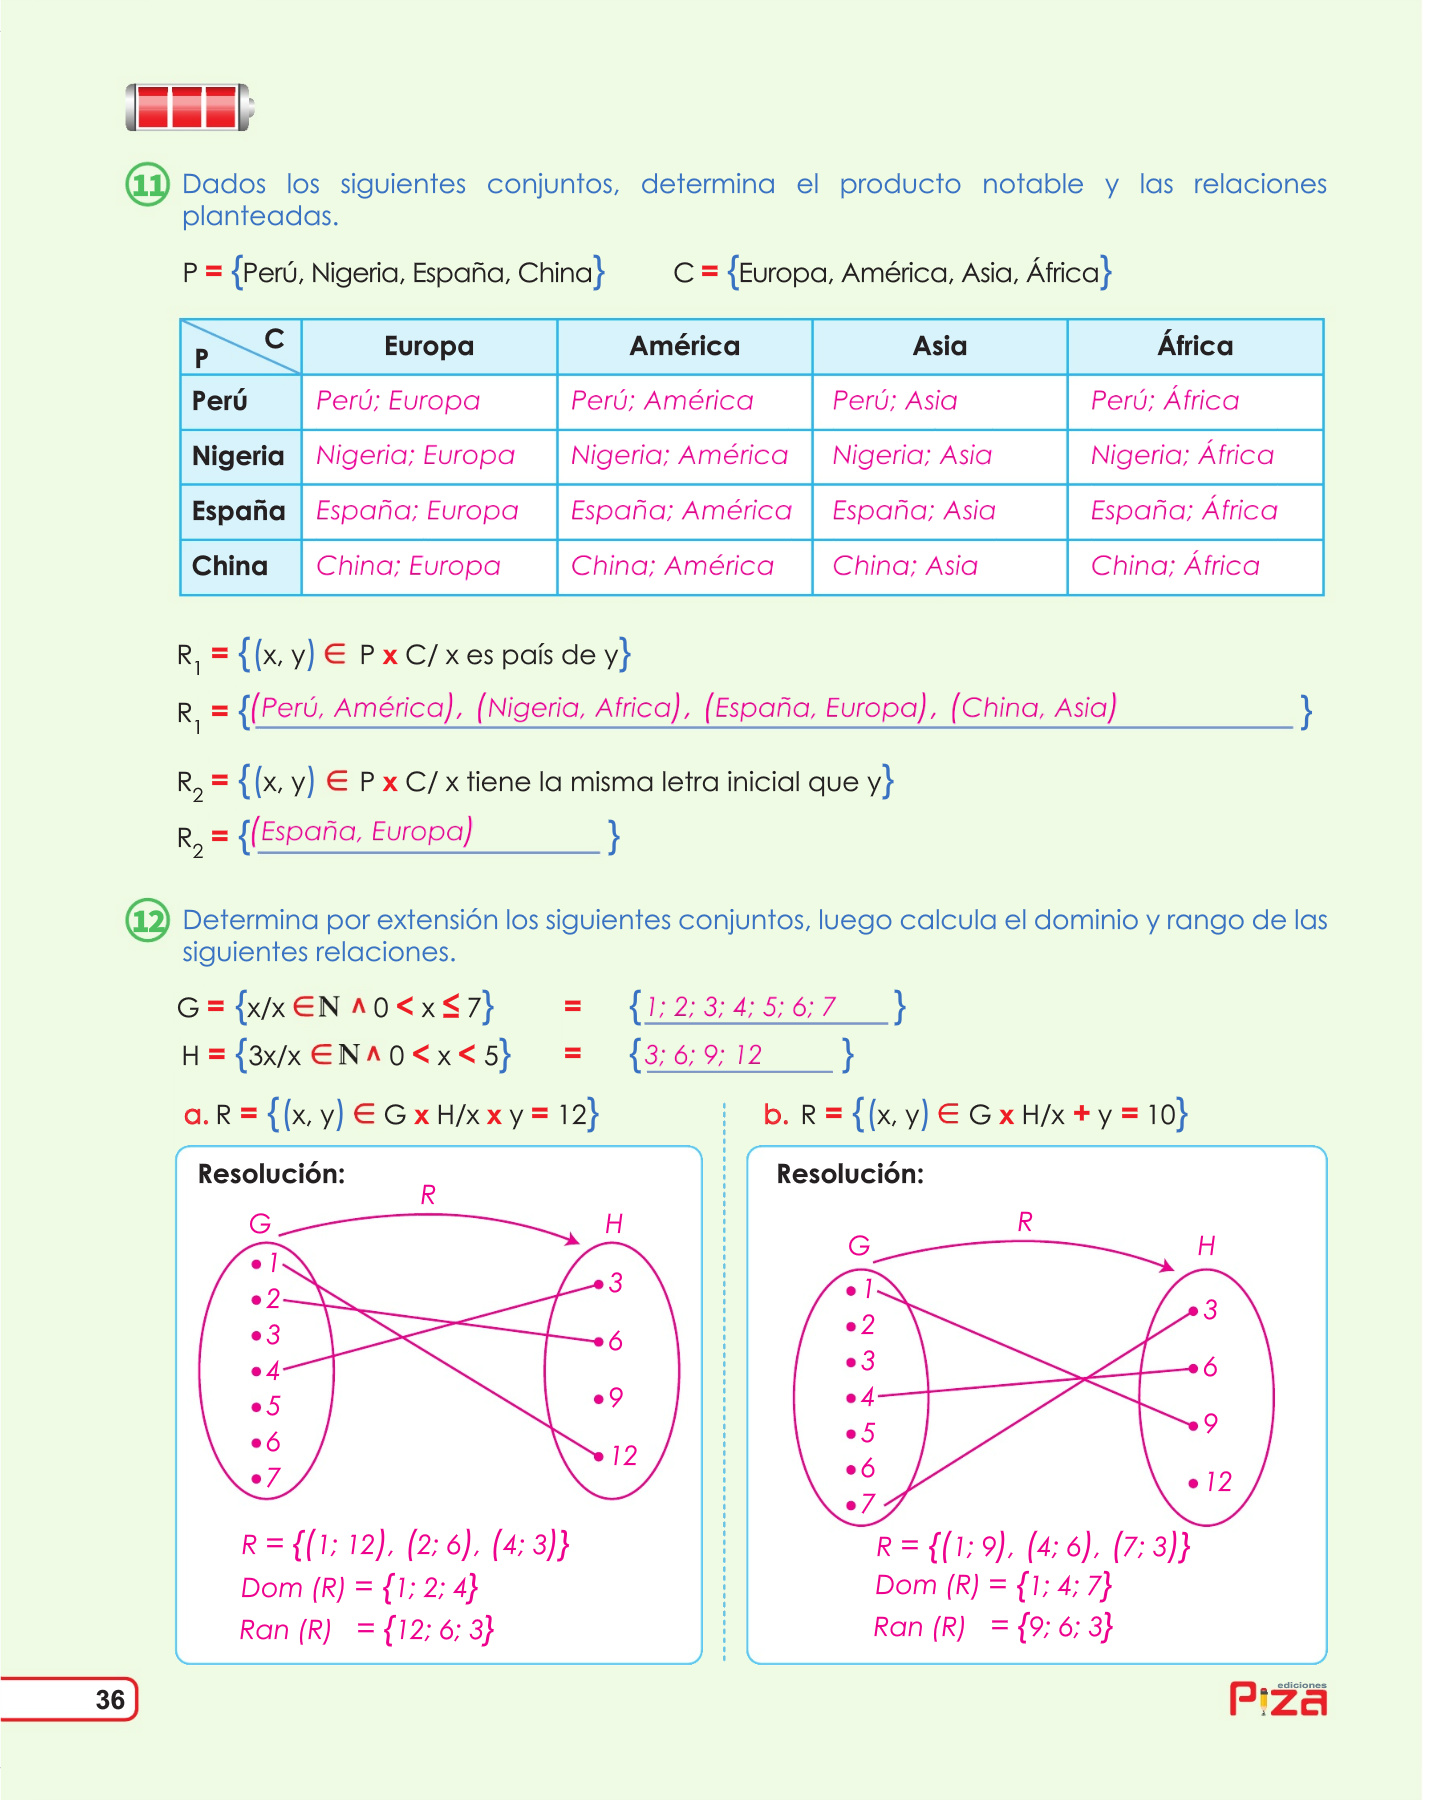 11 Dados los siguientes conjuntos, determina el producto notable y las relaciones
planteadas.
P = {Perú, Nigeria, España, China} C = {Europa, América, Asia, África}
P C Europa América Asia África
Perú Perú; Europa Perú; América Perú; Asia Perú; África
Nigeria Nigeria; Europa Nigeria; América Nigeria; Asia Nigeria; África
España España; Europa España; América España; Asia España; África
China China; Europa China; América China; Asia China; África
R1 = {(x, y) ∈ P x C/ x es país de y}
R1 = {(Perú, América), (Nigeria, Africa), (España, Europa), (China, Asia) }
R2 = {(x, y) ∈ P x C/ x tiene la misma letra inicial que y}
R2 = {(España, Europa) }
12 Determina por extensión los siguientes conjuntos, luego calcula el dominio y rango de las
siguientes relaciones.
G = {x/x ∈ N ∧ 0 < x ≤ 7} = {1; 2; 3; 4; 5; 6; 7 }
H = {3x/x ∈ N ∧ 0 < x < 5} = {3; 6; 9; 12 }
a. R = {(x, y) ∈ G x H/x x y = 12}
Resolución:
R
G H
1
2
3
4
5
6
7
3
6
9
12
R = {(1; 12), (2; 6), (4; 3)}
Dom (R) = {1; 2; 4}
Ran (R) = {12; 6; 3}
b. R = {(x, y) ∈ G x H/x + y = 10}
Resolución:
R
G H
1
2
3
4
5
6
7
3
6
9
12
R = {(1; 9), (4; 6), (7; 3)}
Dom (R) = {1; 4; 7}
Ran (R) = {9; 6; 3}
36
ediciones
Piza